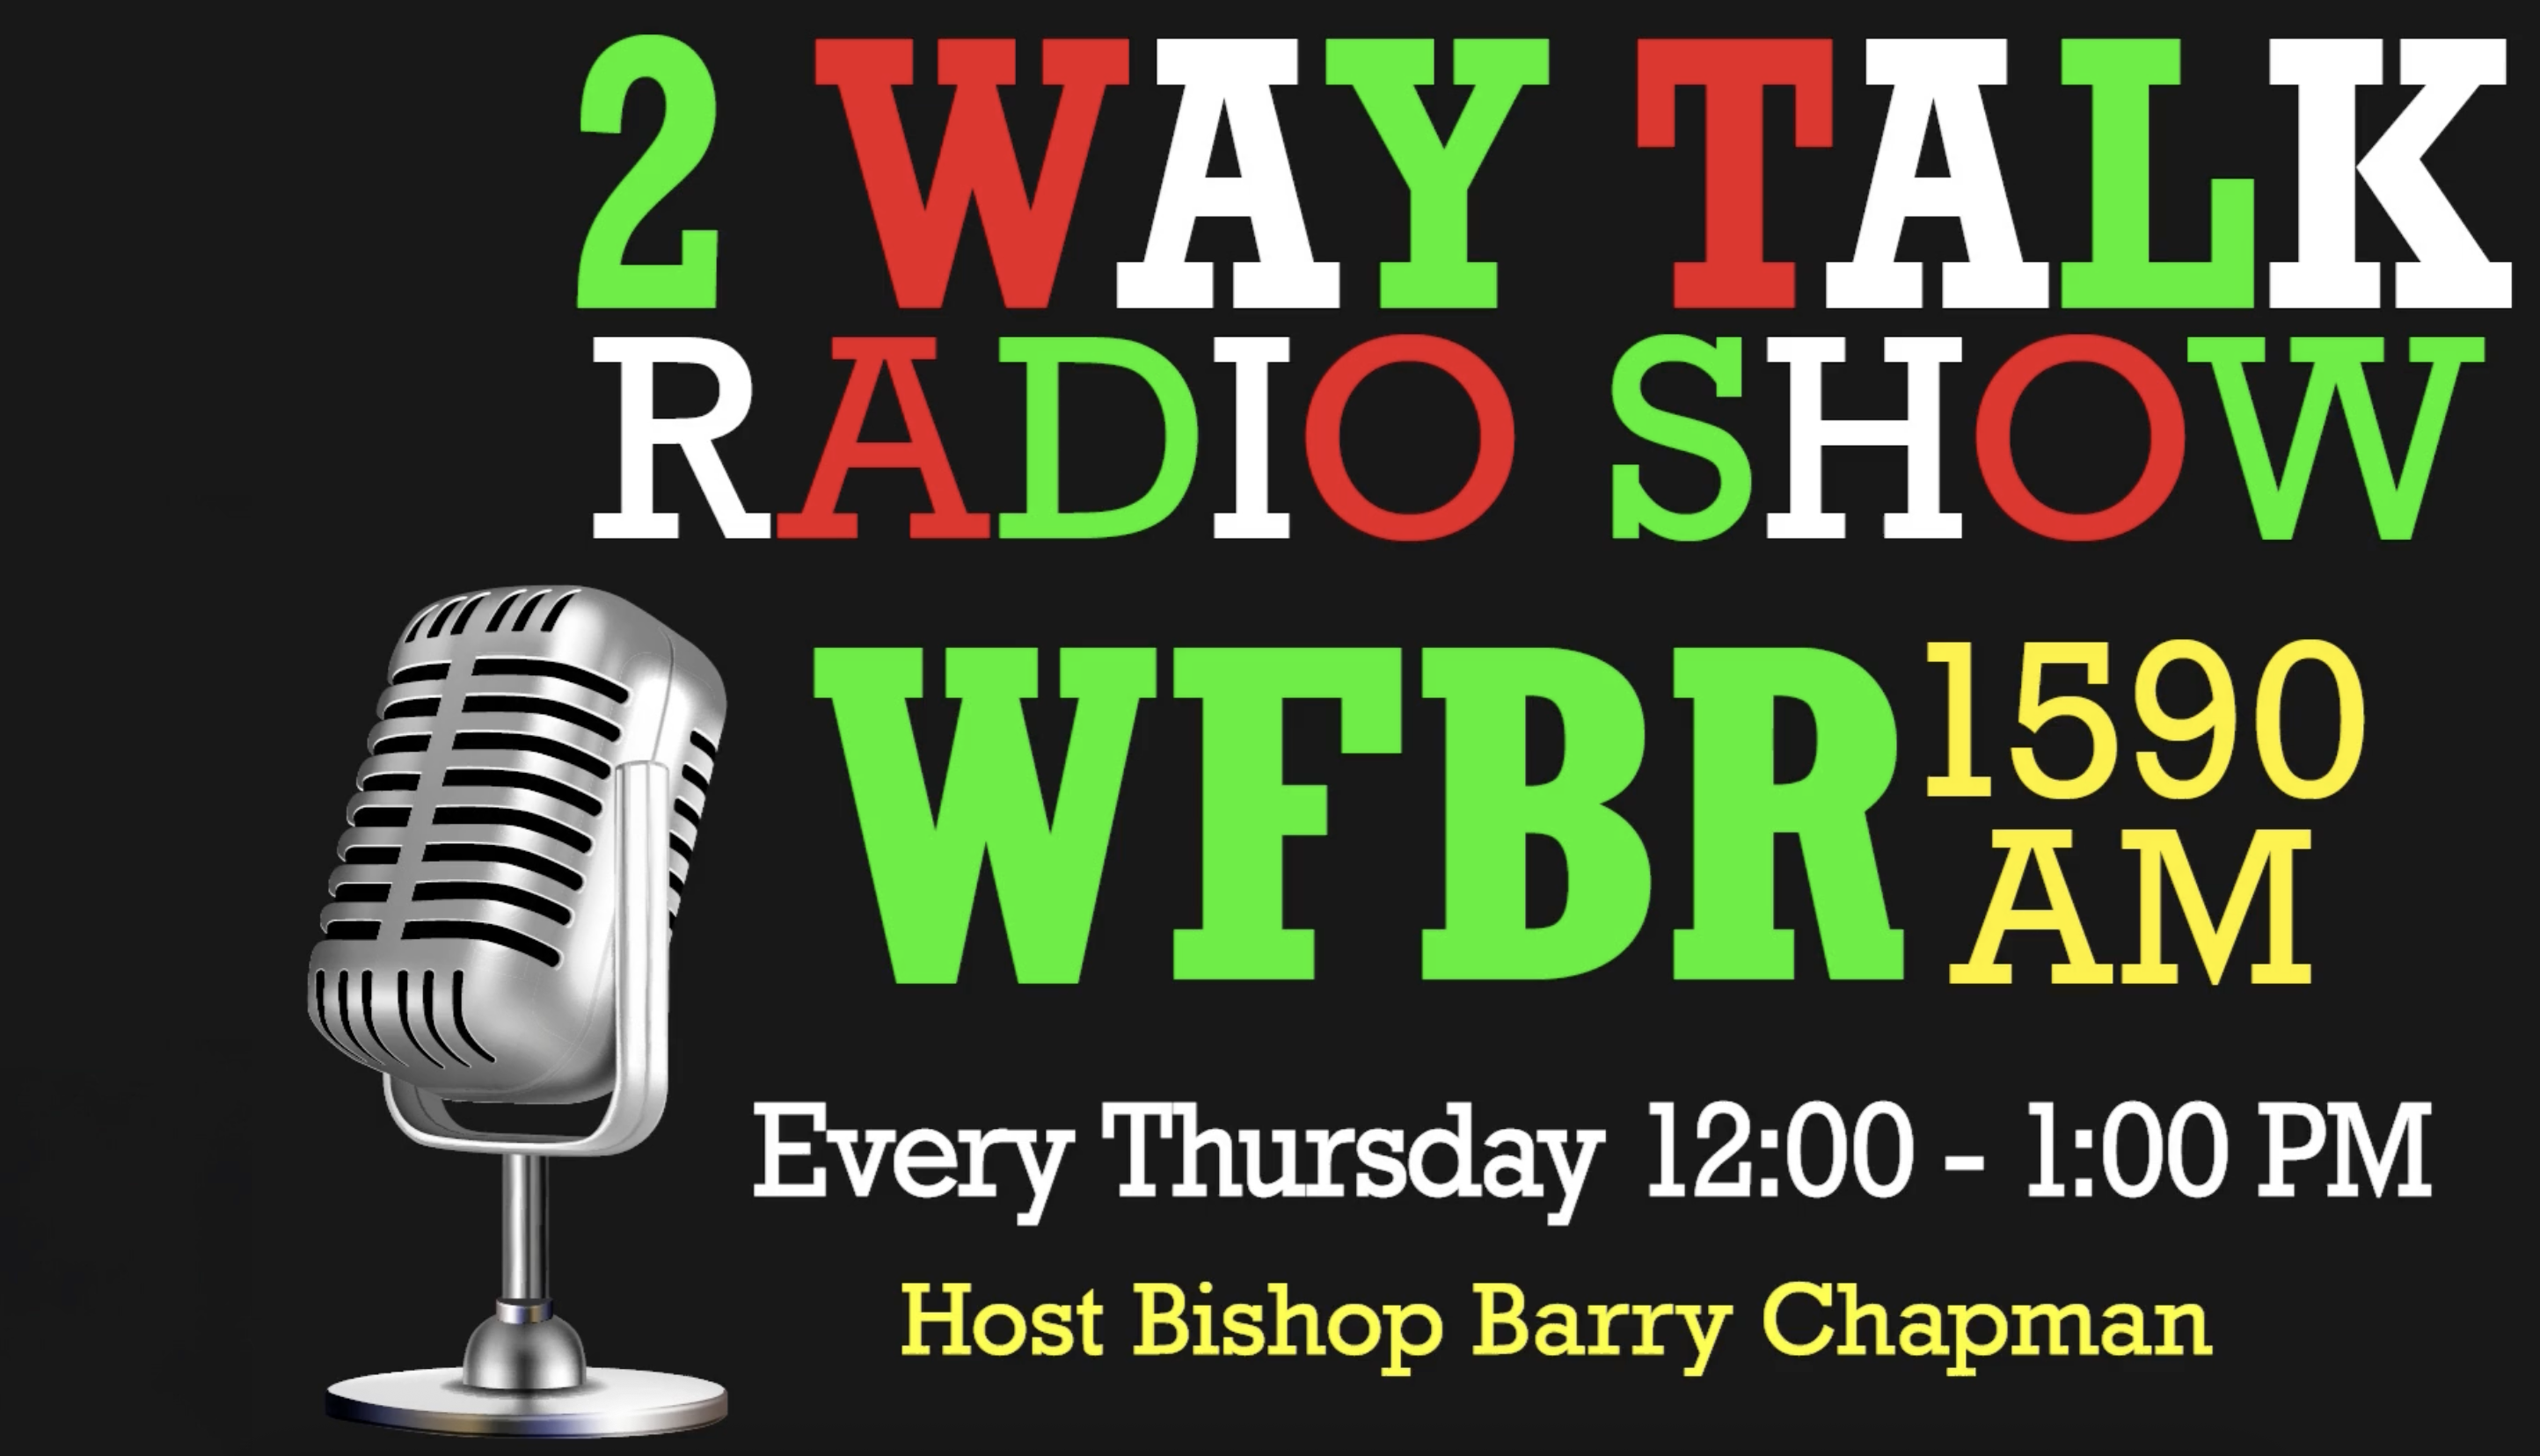 2 WAY TALK
RADIO SHOW
WFBR 1590
AM
Every Thursday 12:00 - 1:00 PM
Host Bishop Barry Chapman